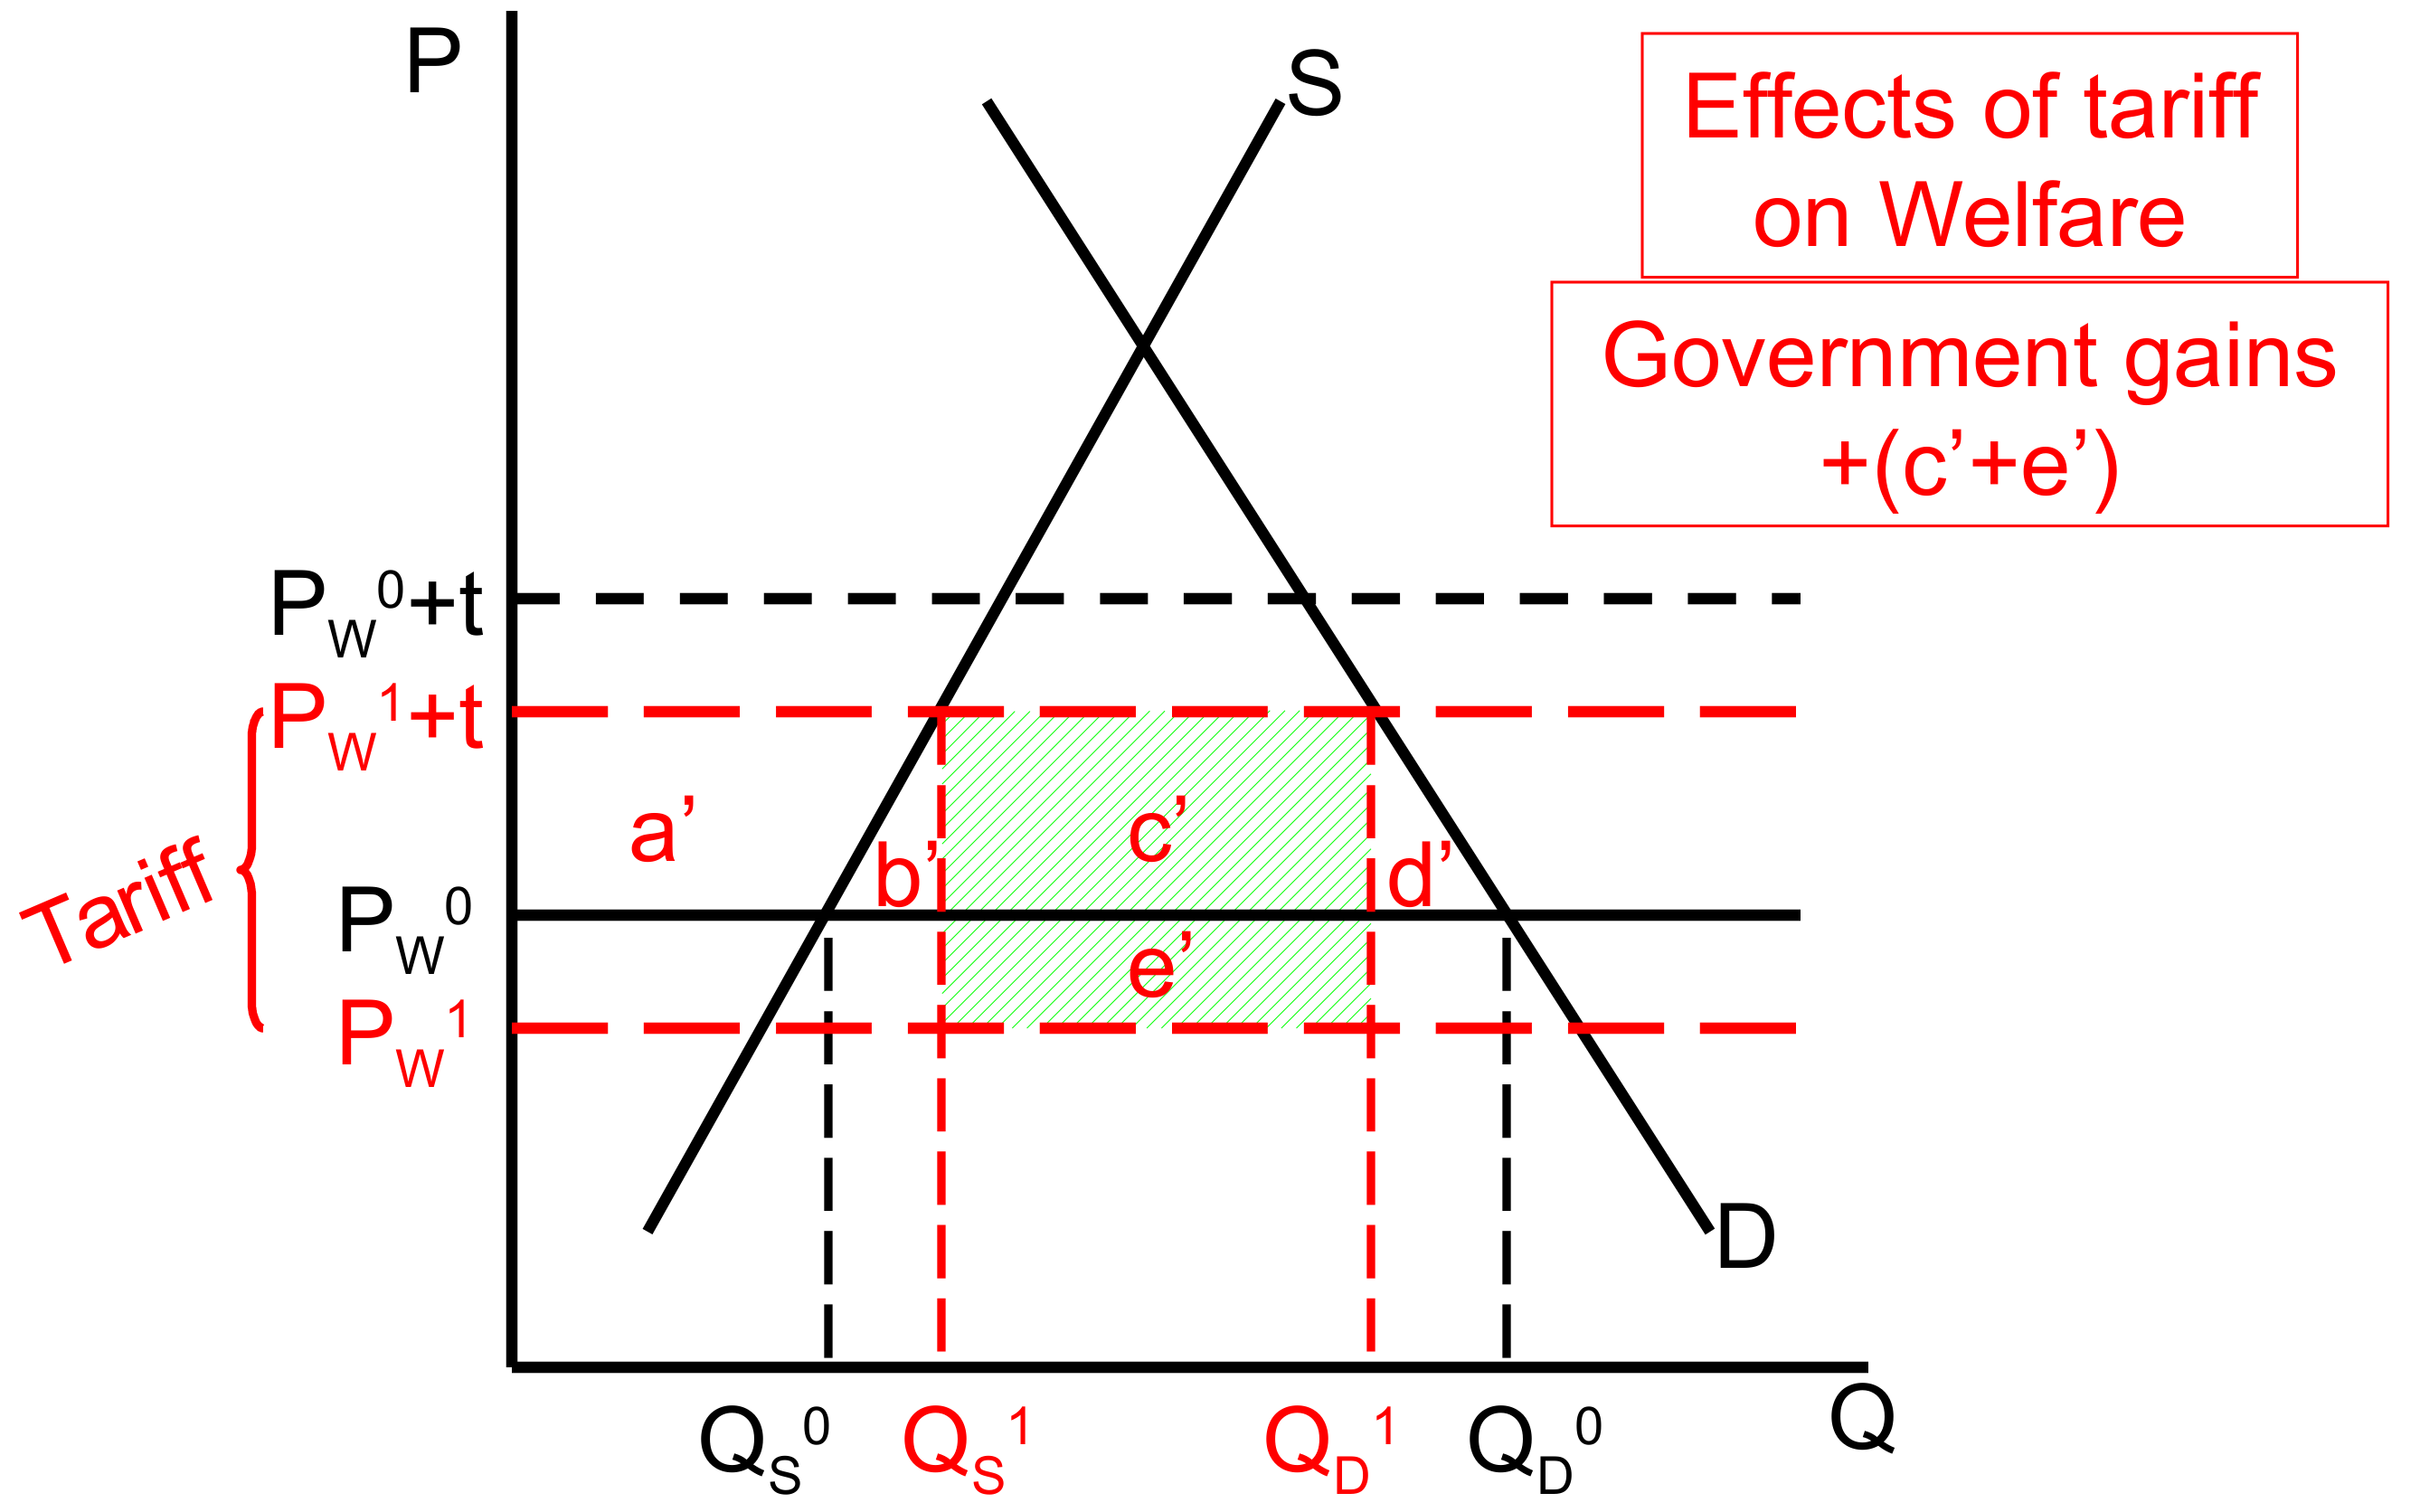 P
S
Effects of tariff
on Welfare
Government gains
+(c’+e’)
P_W^0+t
P_W^1+t
a’
c’
b’
d’
Tariff
P_W^0
e’
P_W^1
D
Q
Q_S^0
Q_S^1
Q_D^1
Q_D^0